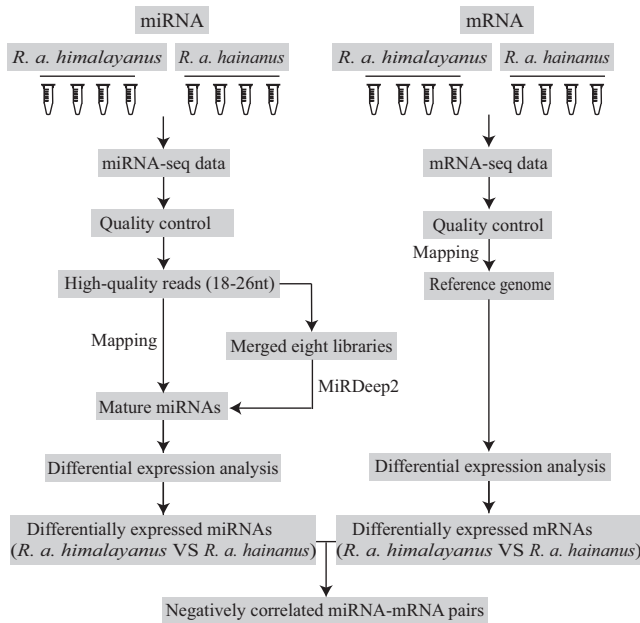 miRNA
R. a. himalayanus
R. a. hainanus
miRNA-seq data
Quality control
High-quality reads (18-26nt)
Mapping
Merged eight libraries
MiRDeep2
Mature miRNAs
Differential expression analysis
Differentially expressed miRNAs
(R. a. himalayanus VS R. a. hainanus)
mRNA
R. a. himalayanus
R. a. hainanus
mRNA-seq data
Quality control
Mapping
Reference genome
Differential expression analysis
Differentially expressed mRNAs
(R. a. himalayanus VS R. a. hainanus)
Negatively correlated miRNA-mRNA pairs